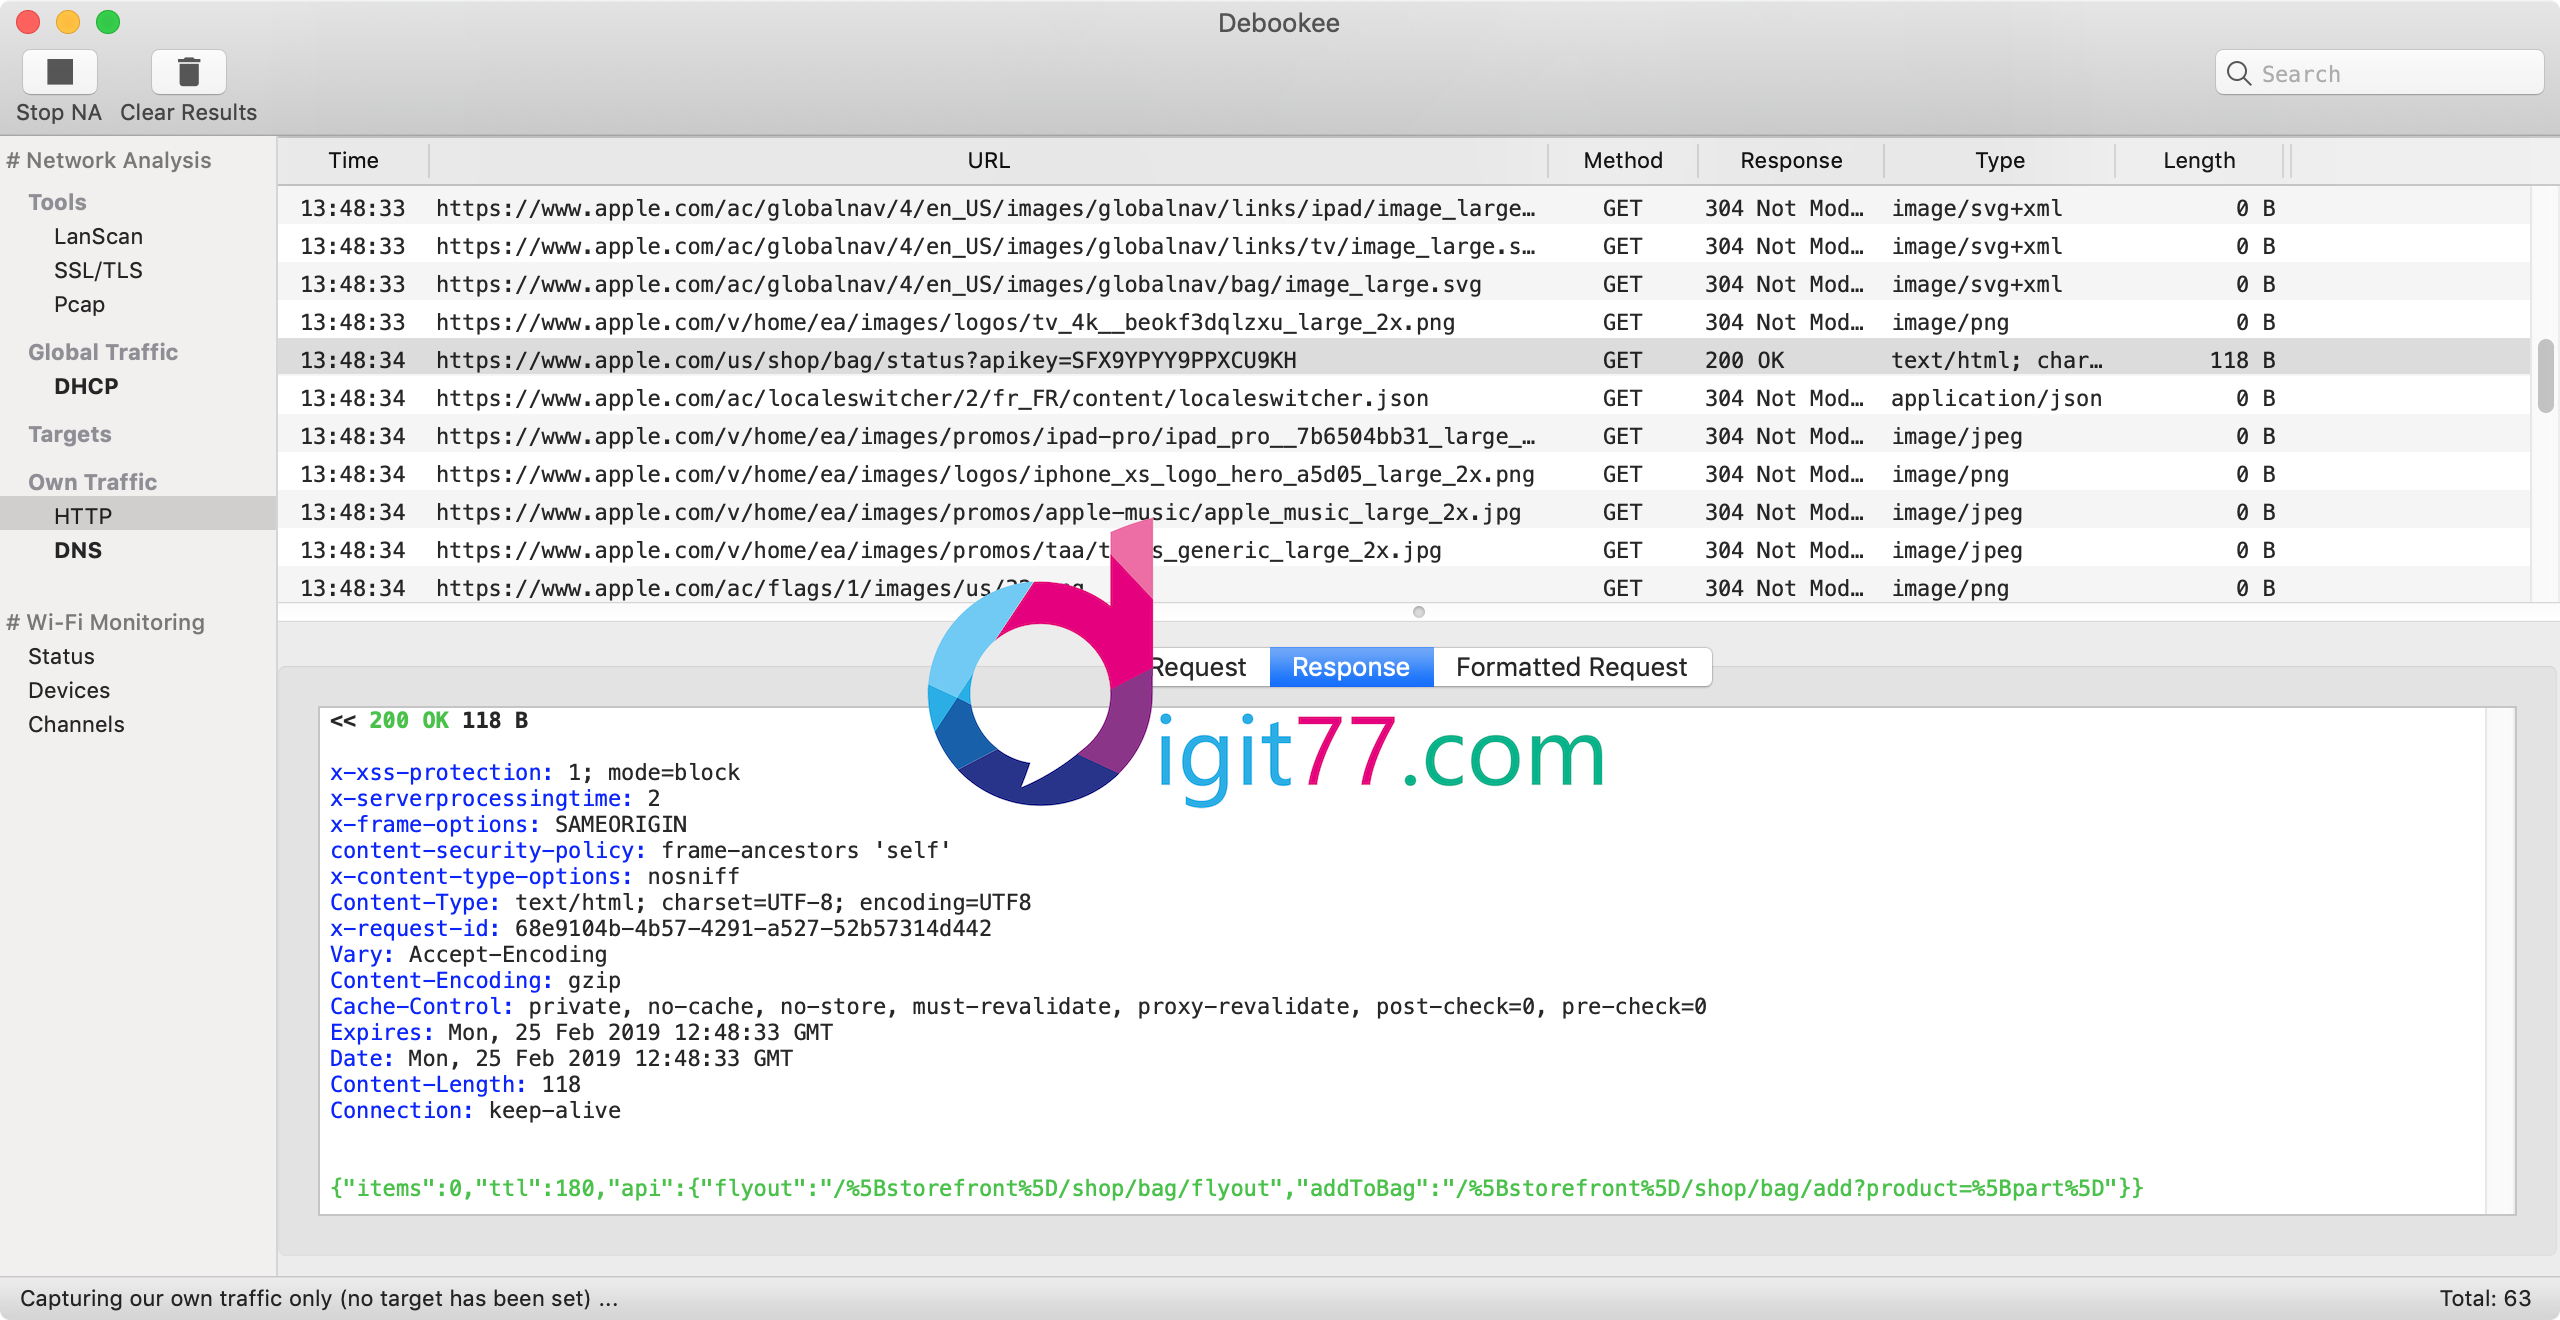 Debookee
Stop NA
Clear Results
Search
# Network Analysis
Tools
LanScan
SSL/TLS
Pcap
Global Traffic
DHCP
Targets
Own Traffic
HTTP
DNS
# Wi-Fi Monitoring
Status
Devices
Channels
Time URL Method Response Type Length
13:48:33 https://www.apple.com/ac/globalnav/4/en_US/images/globalnav/links/ipad/image_large… GET 304 Not Mod… image/svg+xml 0 B
13:48:33 https://www.apple.com/ac/globalnav/4/en_US/images/globalnav/links/tv/image_large.s… GET 304 Not Mod… image/svg+xml 0 B
13:48:33 https://www.apple.com/ac/globalnav/4/en_US/images/globalnav/bag/image_large.svg GET 304 Not Mod… image/svg+xml 0 B
13:48:33 https://www.apple.com/v/home/ea/images/logos/tv_4k__beokf3dqlzxu_large_2x.png GET 304 Not Mod… image/png 0 B
13:48:34 https://www.apple.com/us/shop/bag/status?apikey=SFX9YPYY9PPXCU9KH GET 200 OK text/html; char… 118 B
13:48:34 https://www.apple.com/ac/localeswitcher/2/fr_FR/content/localeswitcher.json GET 304 Not Mod… application/json 0 B
13:48:34 https://www.apple.com/v/home/ea/images/promos/ipad-pro/ipad_pro__7b6504bb31_large_… GET 304 Not Mod… image/jpeg 0 B
13:48:34 https://www.apple.com/v/home/ea/images/logos/iphone_xs_logo_hero_a5d05_large_2x.png GET 304 Not Mod… image/png 0 B
13:48:34 https://www.apple.com/v/home/ea/images/promos/apple-music/apple_music_large_2x.jpg GET 304 Not Mod… image/jpeg 0 B
13:48:34 https://www.apple.com/v/home/ea/images/promos/taa/t s_generic_large_2x.jpg GET 304 Not Mod… image/jpeg 0 B
13:48:34 https://www.apple.com/ac/flags/1/images/us/ GET 304 Not Mod… image/png 0 B
Request Response Formatted Request
digit77.com
<< 200 OK 118 B
x-xss-protection: 1; mode=block
x-serverprocessingtime: 2
x-frame-options: SAMEORIGIN
content-security-policy: frame-ancestors 'self'
x-content-type-options: nosniff
Content-Type: text/html; charset=UTF-8; encoding=UTF8
x-request-id: 68e9104b-4b57-4291-a527-52b57314d442
Vary: Accept-Encoding
Content-Encoding: gzip
Cache-Control: private, no-cache, no-store, must-revalidate, proxy-revalidate, post-check=0, pre-check=0
Expires: Mon, 25 Feb 2019 12:48:33 GMT
Date: Mon, 25 Feb 2019 12:48:33 GMT
Content-Length: 118
Connection: keep-alive
{"items":0,"ttl":180,"api":{"flyout":"/%5Bstorefront%5D/shop/bag/flyout","addToBag":"/%5Bstorefront%5D/shop/bag/add?product=%5Bpart%5D"}}
Capturing our own traffic only (no target has been set) ...
Total: 63